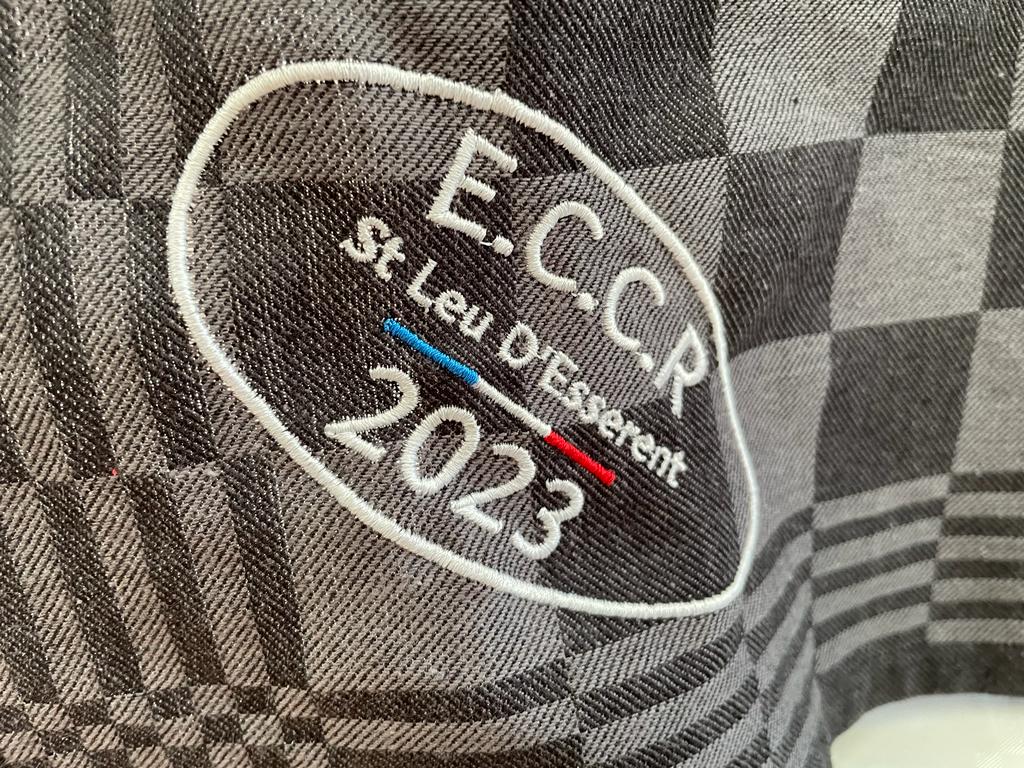 E.C.C.R
St Leu D'Esserent
2023